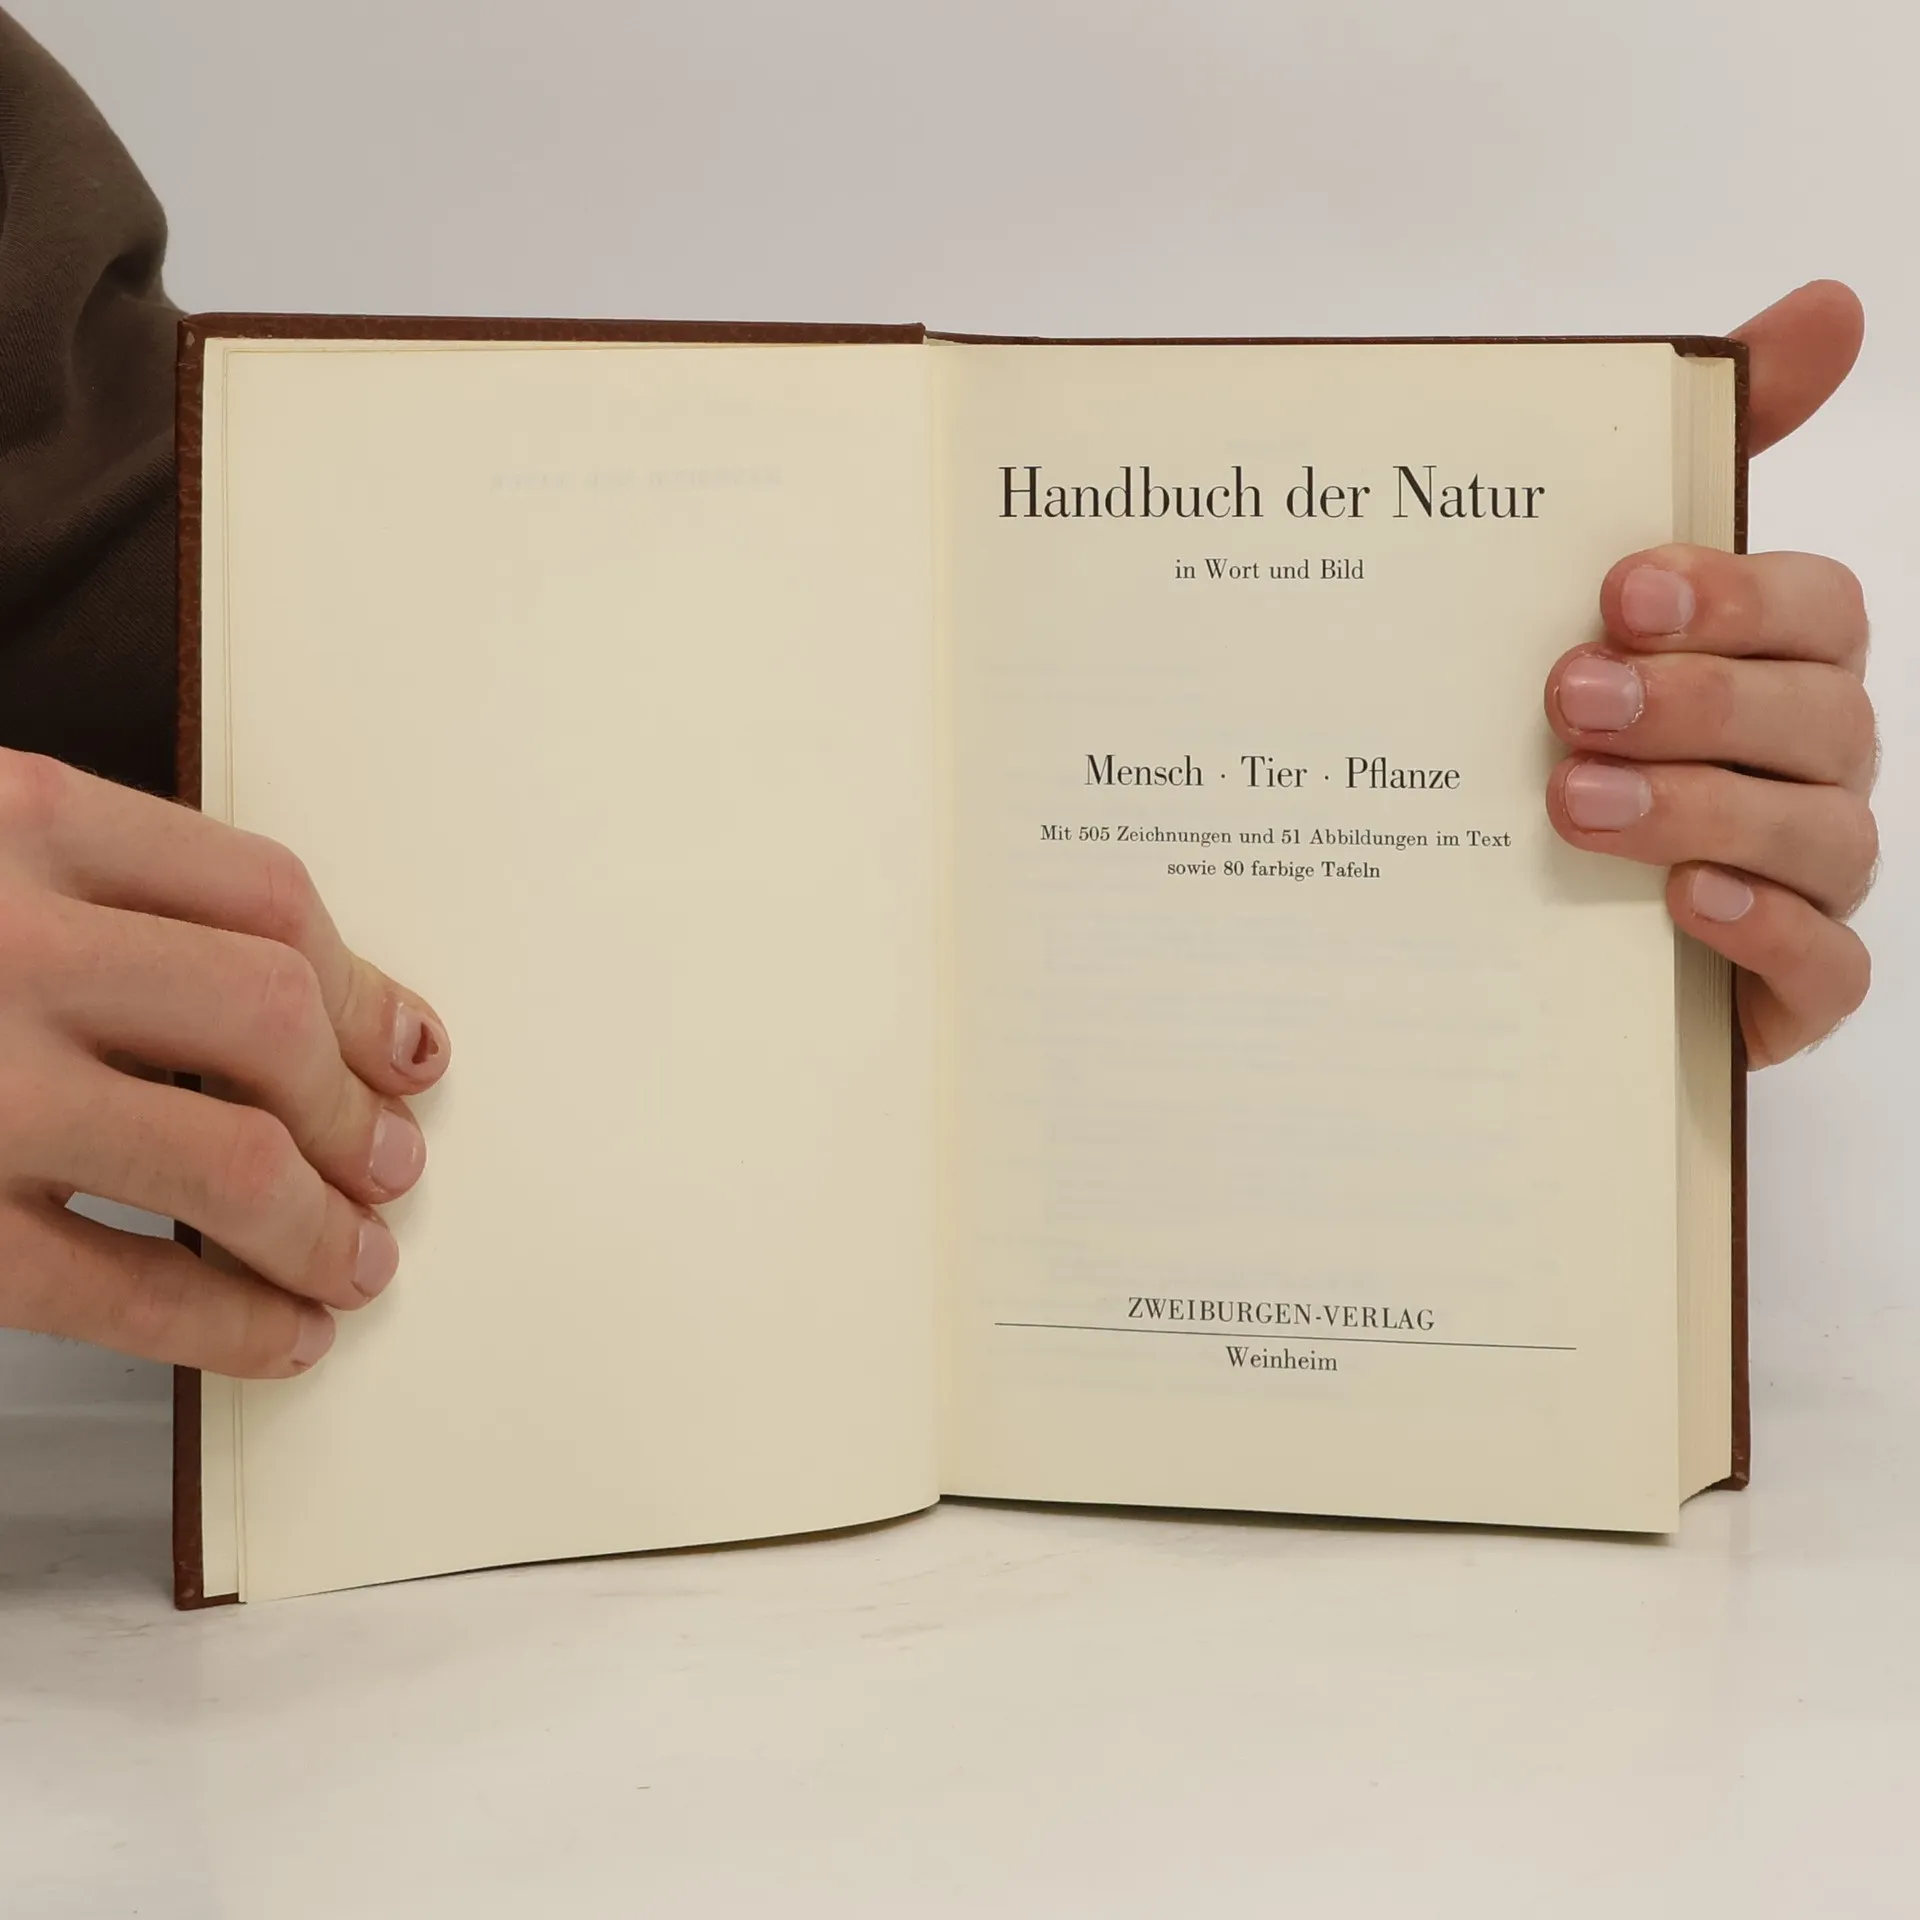 Handbuch der Natur
in Wort und Bild
Mensch · Tier · Pflanze
Mit 505 Zeichnungen und 51 Abbildungen im Text
sowie 80 farbige Tafeln
ZWEIBURGEN-VERLAG
Weinheim